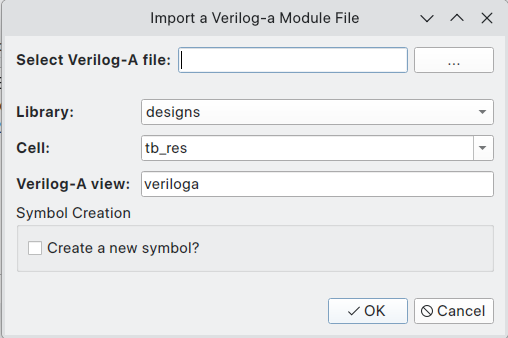 Import a Verilog-a Module File
Select Verilog-A file: ...
Library: designs
Cell: tb_res
Verilog-A view: veriloga
Symbol Creation
Create a new symbol?
OK Cancel